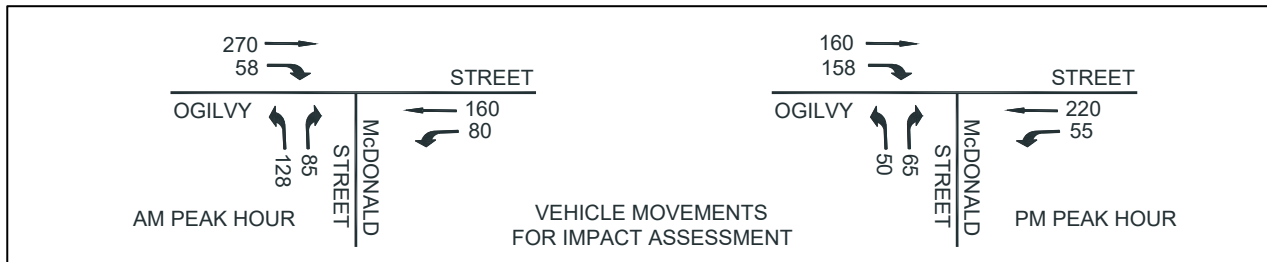 270
58
STREET
OGILVY
160
80
128
85
STREET
McDONALD
AM PEAK HOUR
VEHICLE MOVEMENTS
FOR IMPACT ASSESSMENT
160
158
STREET
OGILVY
220
55
50
65
STREET
McDONALD
PM PEAK HOUR